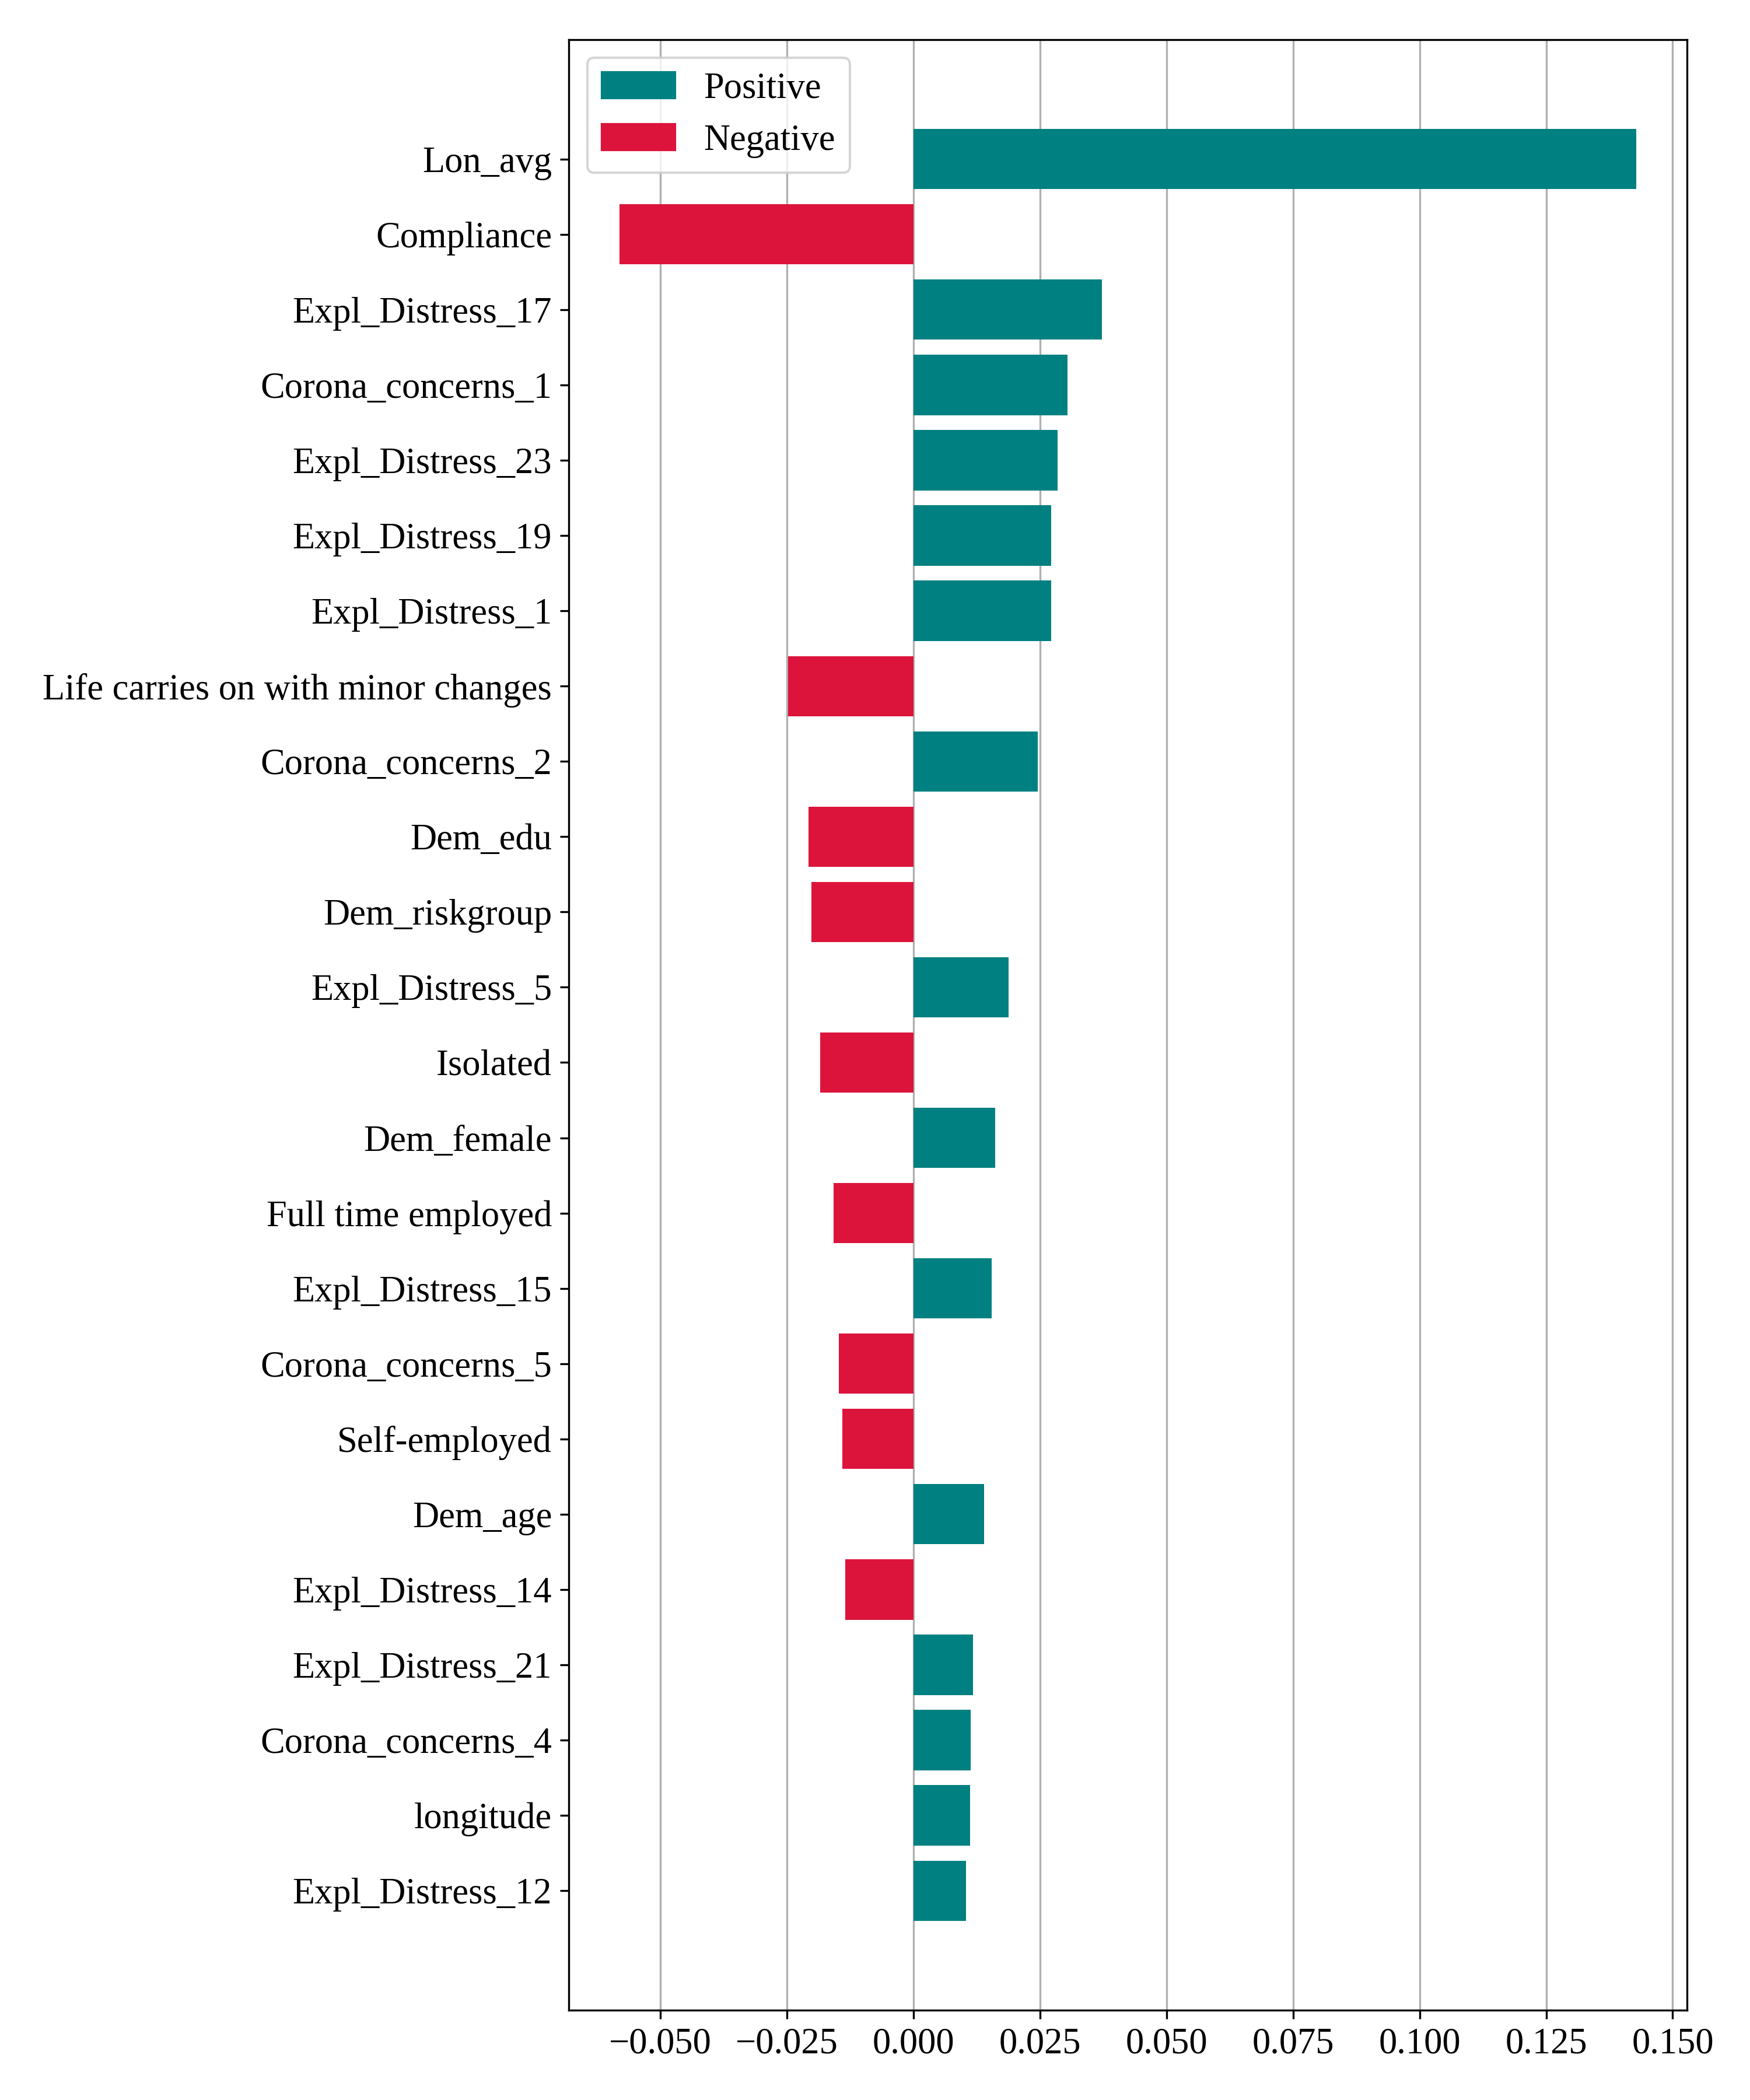 Positive
Negative
Lon_avg
Compliance
Expl_Distress_17
Corona_concerns_1
Expl_Distress_23
Expl_Distress_19
Expl_Distress_1
Life carries on with minor changes
Corona_concerns_2
Dem_edu
Dem_riskgroup
Expl_Distress_5
Isolated
Dem_female
Full time employed
Expl_Distress_15
Corona_concerns_5
Self-employed
Dem_age
Expl_Distress_14
Expl_Distress_21
Corona_concerns_4
longitude
Expl_Distress_12
−0.050 −0.025 0.000 0.025 0.050 0.075 0.100 0.125 0.150